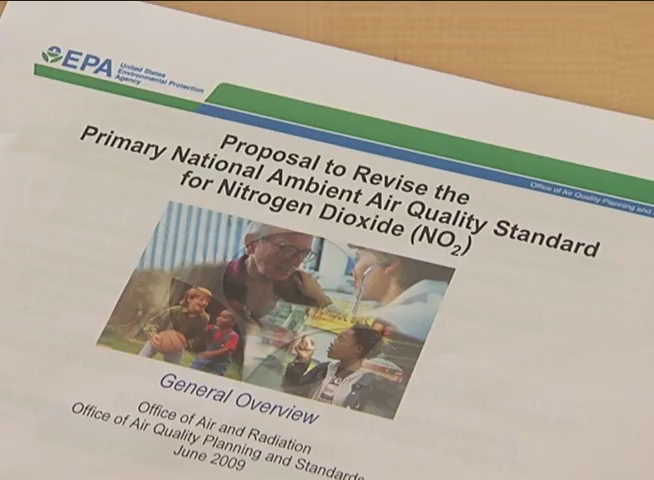 EPA
United States
Environmental Protection
Agency
Office of Air Quality Planning and
Proposal to Revise the
Primary National Ambient Air Quality Standard
for Nitrogen Dioxide (NO₂)
SCHOOL BUS
General Overview
Office of Air and Radiation
Office of Air Quality Planning and Standards
June 2009